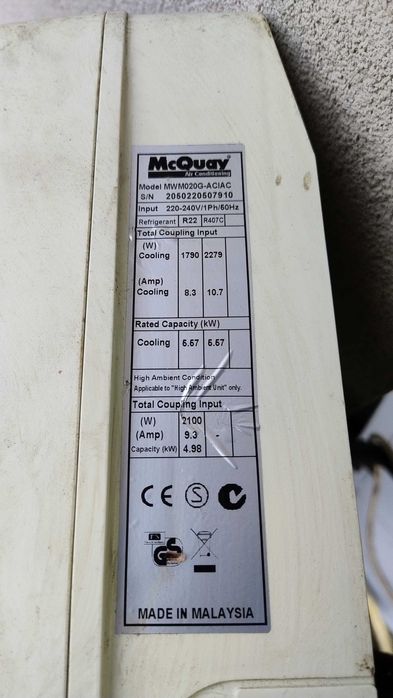 McQuay
Air Conditioning
Model MWM020G-ACIAC
S/N 2050220507910
Input 220-240V/1Ph/50Hz
Refrigerant R22 R407C
Total Coupling Input
(W)
Cooling 1790 2279
(Amp)
Cooling 8.3 10.7
Rated Capacity (kW)
Cooling 5.57 5.57
High Ambient Condition
Applicable to "High Ambient Unit" only.
Total Coupling Input
(W) 2100
(Amp) 9.3 -
Capacity (kW) 4.98
CE S
GS
MADE IN MALAYSIA